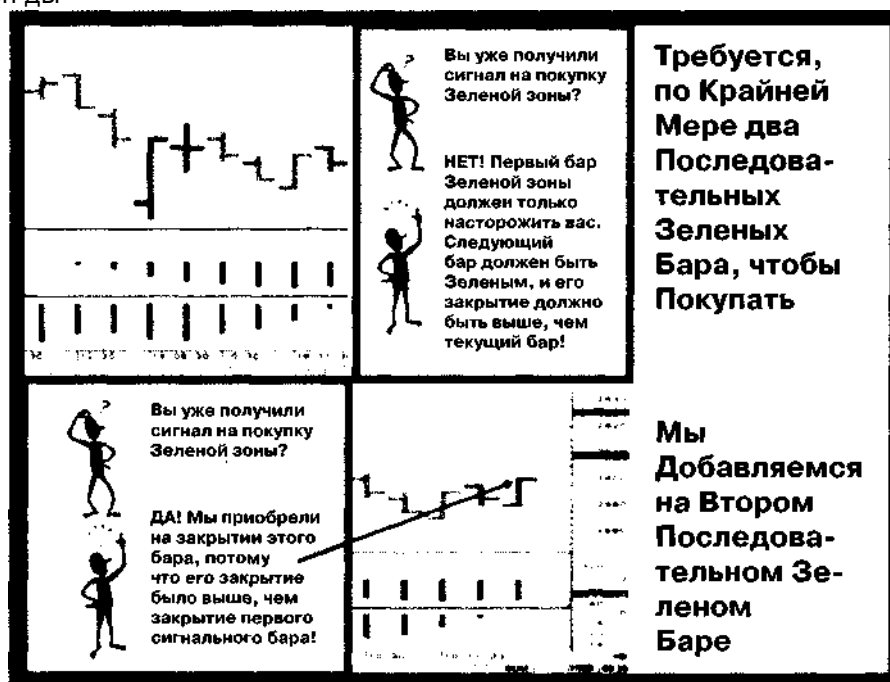 Вы уже получили
сигнал на покупку
Зеленой зоны?
НЕТ! Первый бар
Зеленой зоны
должен только
насторожить вас.
Следующий
бар должен быть
Зеленым, и его
закрытие должно
быть выше, чем
текущий бар!
Требуется,
по Крайней
Мере два
Последова-
тельных
Зеленых
Бара, чтобы
Покупать
Вы уже получили
сигнал на покупку
Зеленой зоны?
ДА! Мы приобрели
на закрытии этого
бара, потому
что его закрытие
было выше, чем
закрытие первого
сигнального бара!
Мы
Добавляемся
на Втором
Последова-
тельном Зе-
леном
Баре